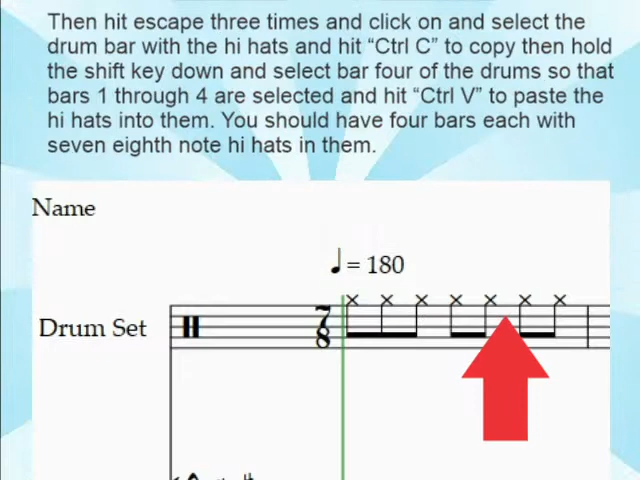 Then hit escape three times and click on and select the
drum bar with the hi hats and hit “Ctrl C” to copy then hold
the shift key down and select bar four of the drums so that
bars 1 through 4 are selected and hit “Ctrl V” to paste the
hi hats into them. You should have four bars each with
seven eighth note hi hats in them.
Name
♩ = 180
Drum Set
7
8